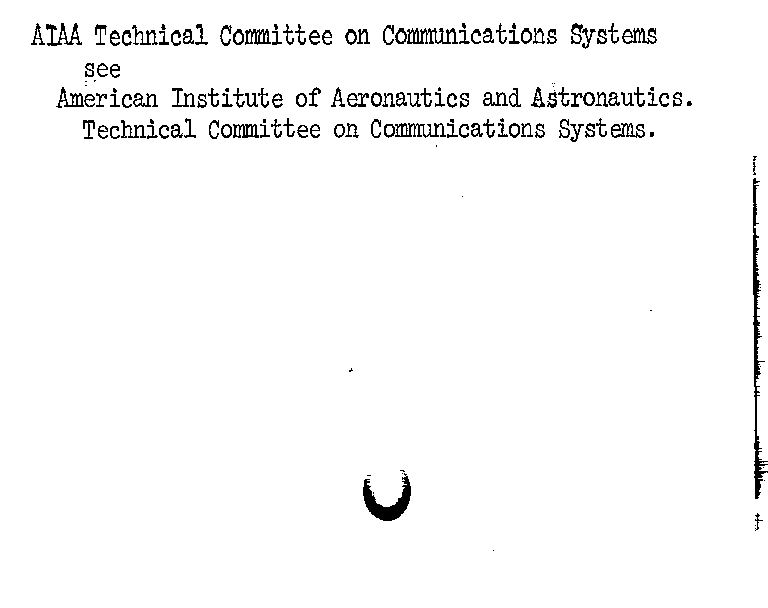 AIAA Technical Committee on Communications Systems
see
American Institute of Aeronautics and Astronautics.
Technical Committee on Communications Systems.